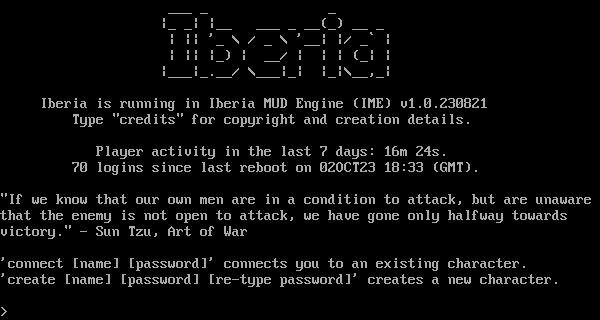 Iberia
Iberia is running in Iberia MUD Engine (IME) v1.0.230821
Type "credits" for copyright and creation details.
Player activity in the last 7 days: 16m 24s.
70 logins since last reboot on 02OCT23 18:33 (GMT).
"If we know that our own men are in a condition to attack, but are unaware
that the enemy is not open to attack, we have gone only halfway towards
victory." - Sun Tzu, Art of War
'connect [name] [password]' connects you to an existing character.
'create [name] [password] [re-type password]' creates a new character.
>